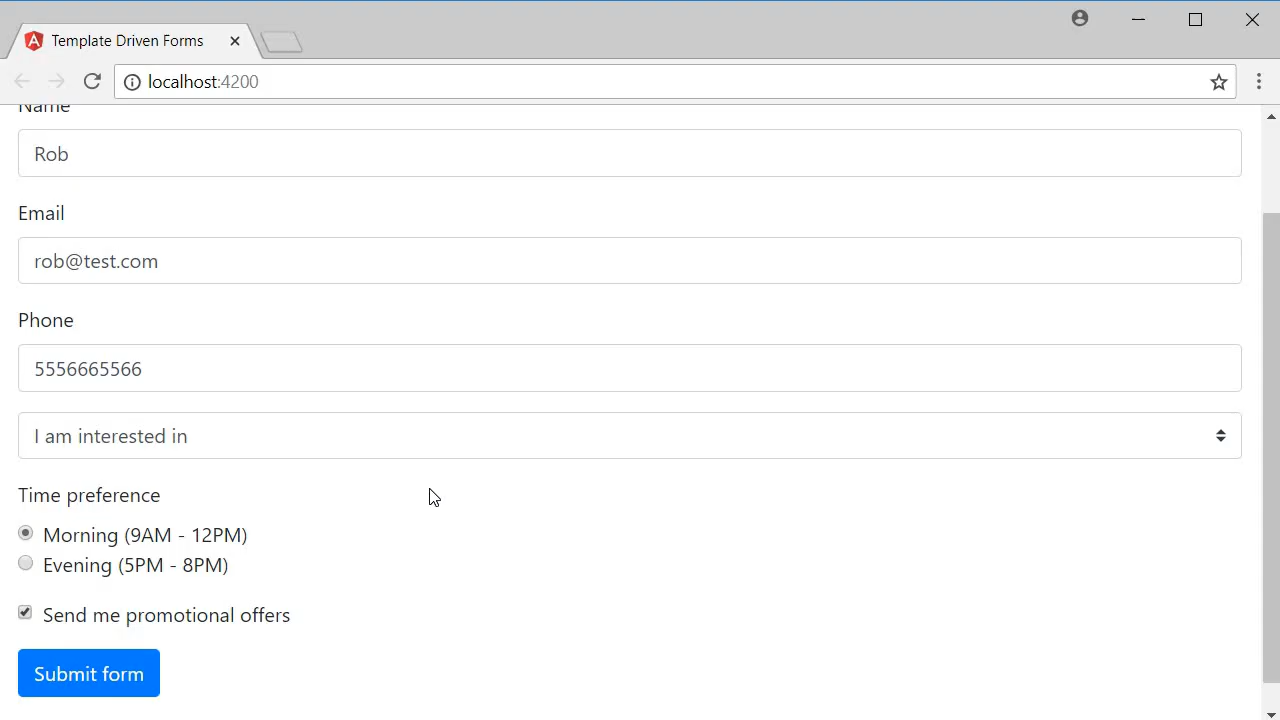 Template Driven Forms
localhost:4200
Name
Rob
Email
rob@test.com
Phone
5556665566
I am interested in
Time preference
Morning (9AM - 12PM)
Evening (5PM - 8PM)
Send me promotional offers
Submit form